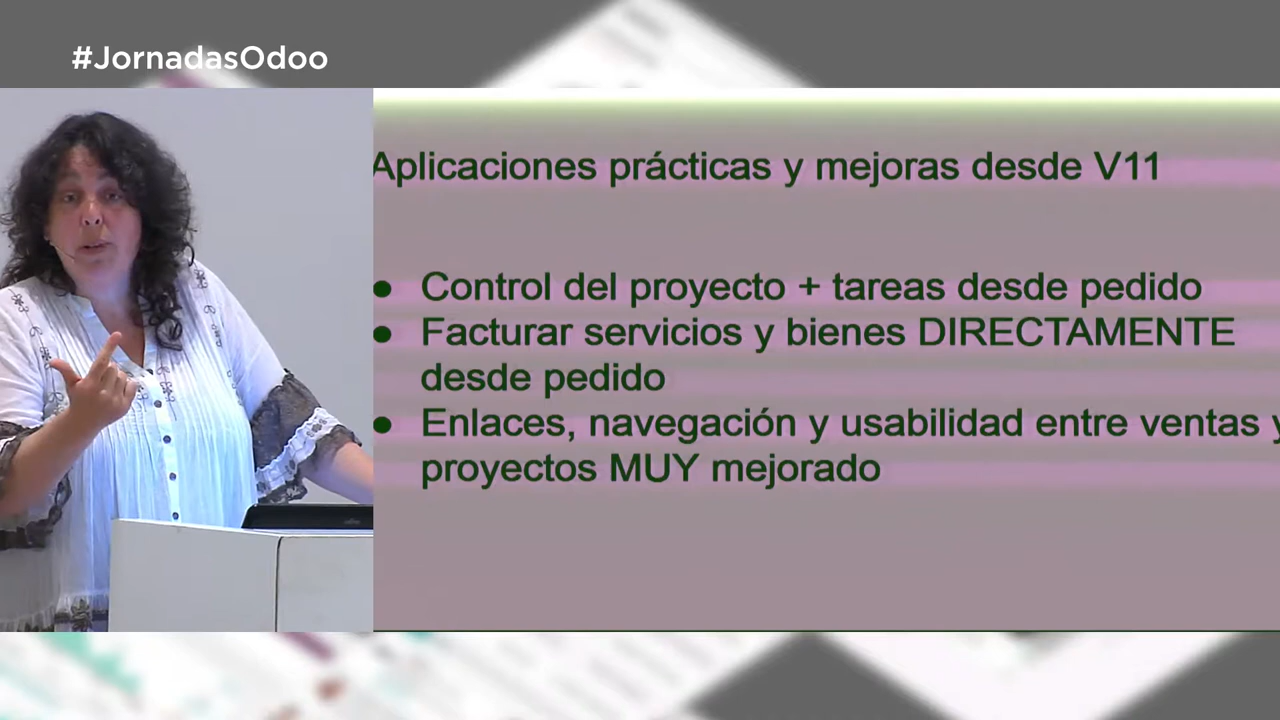 #JornadasOdoo
Aplicaciones prácticas y mejoras desde V11
● Control del proyecto + tareas desde pedido
● Facturar servicios y bienes DIRECTAMENTE
desde pedido
● Enlaces, navegación y usabilidad entre ventas y
proyectos MUY mejorado